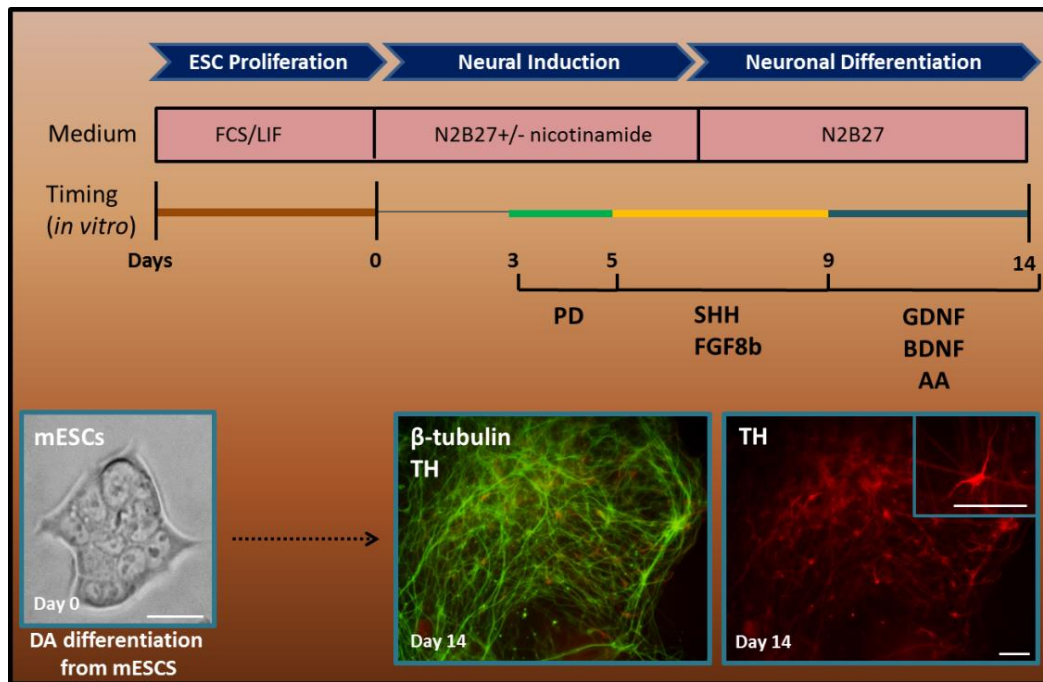 ESC Proliferation
Neural Induction
Neuronal Differentiation
Medium
FCS/LIF
N2B27+/- nicotinamide
N2B27
Timing
(in vitro)
Days
0
3
5
9
14
PD
SHH
FGF8b
GDNF
BDNF
AA
mESCs
Day 0
DA differentiation
from mESCS
β-tubulin
TH
Day 14
TH
Day 14